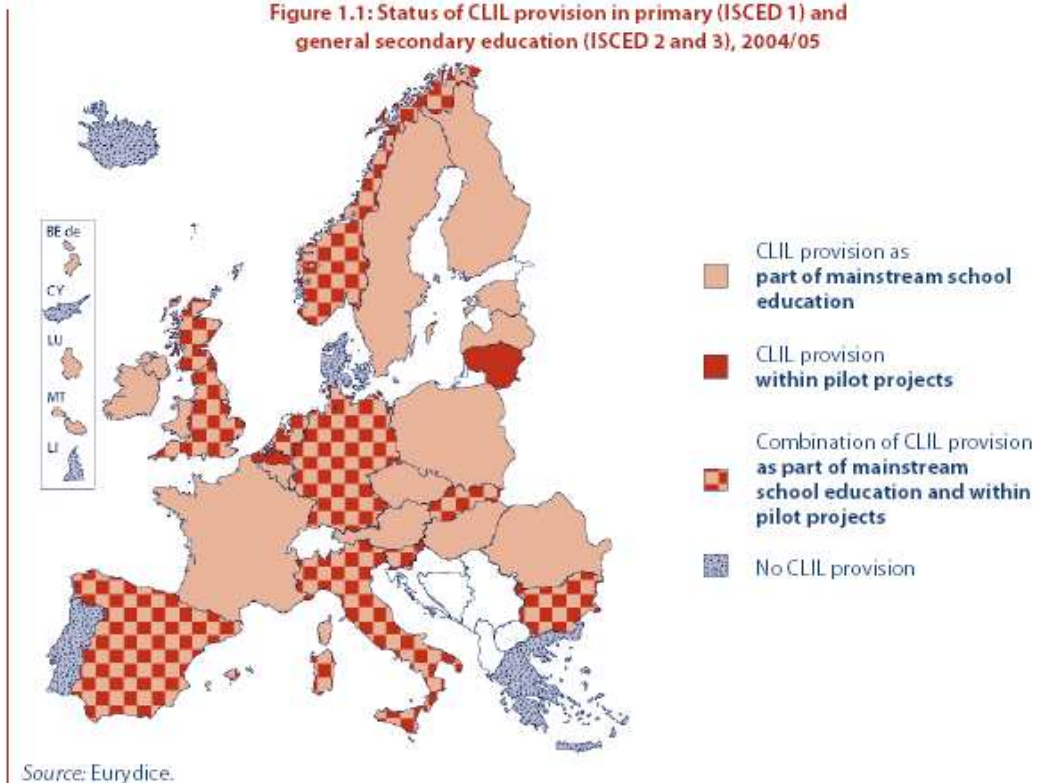 Figure 1.1: Status of CLIL provision in primary (ISCED 1) and
general secondary education (ISCED 2 and 3), 2004/05
BE de
CY
LU
MT
LI
CLIL provision as
part of mainstream school
education
CLIL provision
within pilot projects
Combination of CLIL provision
as part of mainstream
school education and within
pilot projects
No CLIL provision
Source: Eurydice.